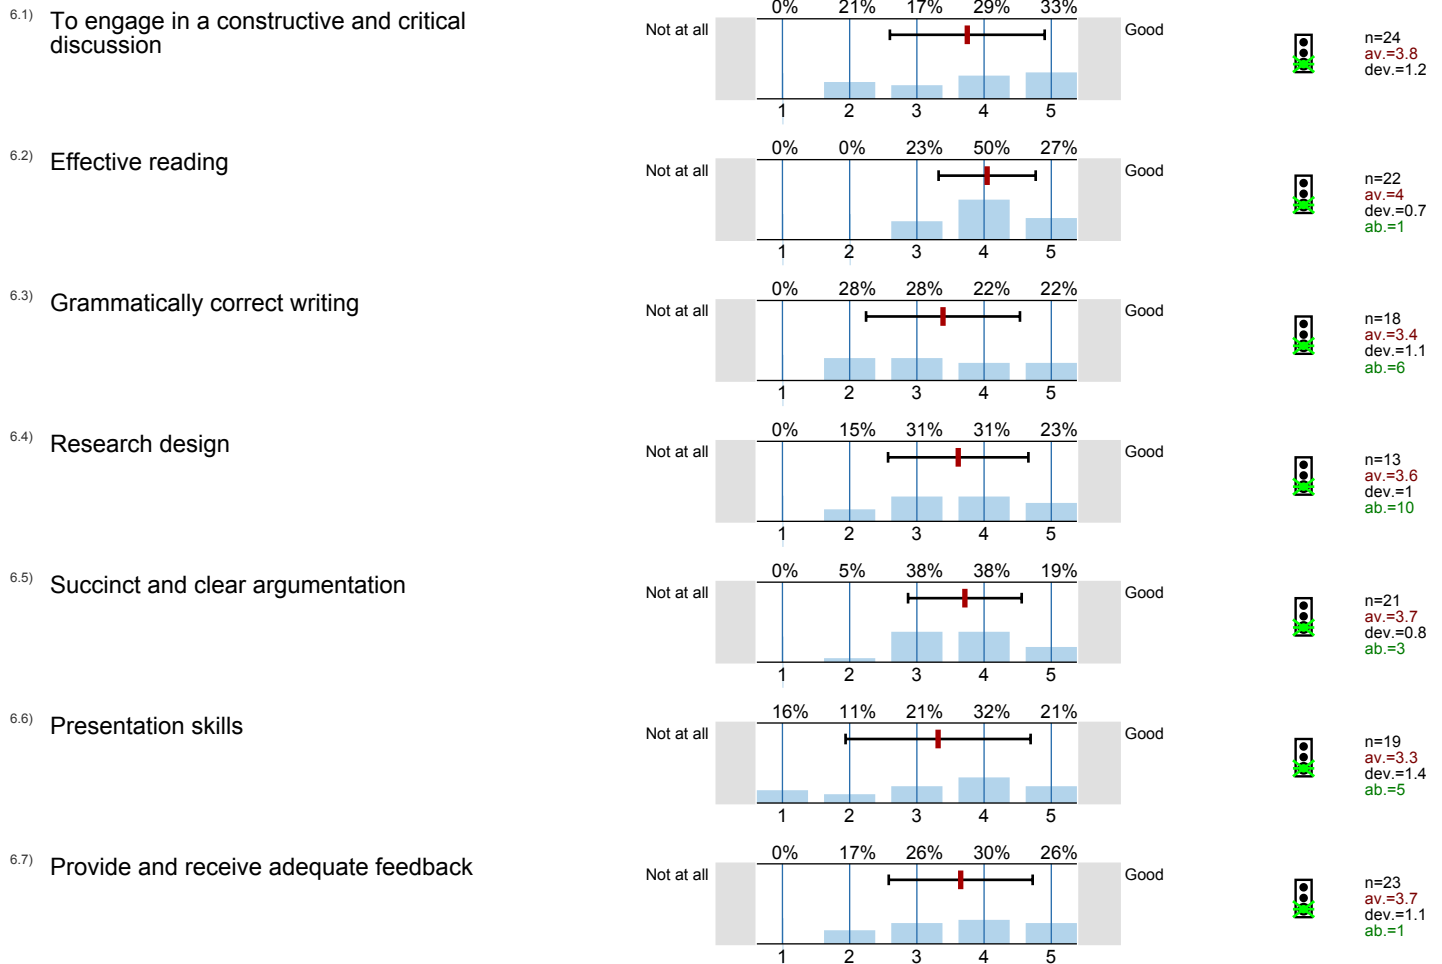 0% 21% 17% 29% 33%
6.1) To engage in a constructive and critical
discussion
Not at all Good
n=24
av.=3.8
dev.=1.2
1 2 3 4 5
0% 0% 23% 50% 27%
6.2) Effective reading
Not at all Good
n=22
av.=4
dev.=0.7
ab.=1
1 2 3 4 5
0% 28% 28% 22% 22%
6.3) Grammatically correct writing
Not at all Good
n=18
av.=3.4
dev.=1.1
ab.=6
1 2 3 4 5
0% 15% 31% 31% 23%
6.4) Research design
Not at all Good
n=13
av.=3.6
dev.=1
ab.=10
1 2 3 4 5
0% 5% 38% 38% 19%
6.5) Succinct and clear argumentation
Not at all Good
n=21
av.=3.7
dev.=0.8
ab.=3
1 2 3 4 5
16% 11% 21% 32% 21%
6.6) Presentation skills
Not at all Good
n=19
av.=3.3
dev.=1.4
ab.=5
1 2 3 4 5
0% 17% 26% 30% 26%
6.7) Provide and receive adequate feedback
Not at all Good
n=23
av.=3.7
dev.=1.1
ab.=1
1 2 3 4 5